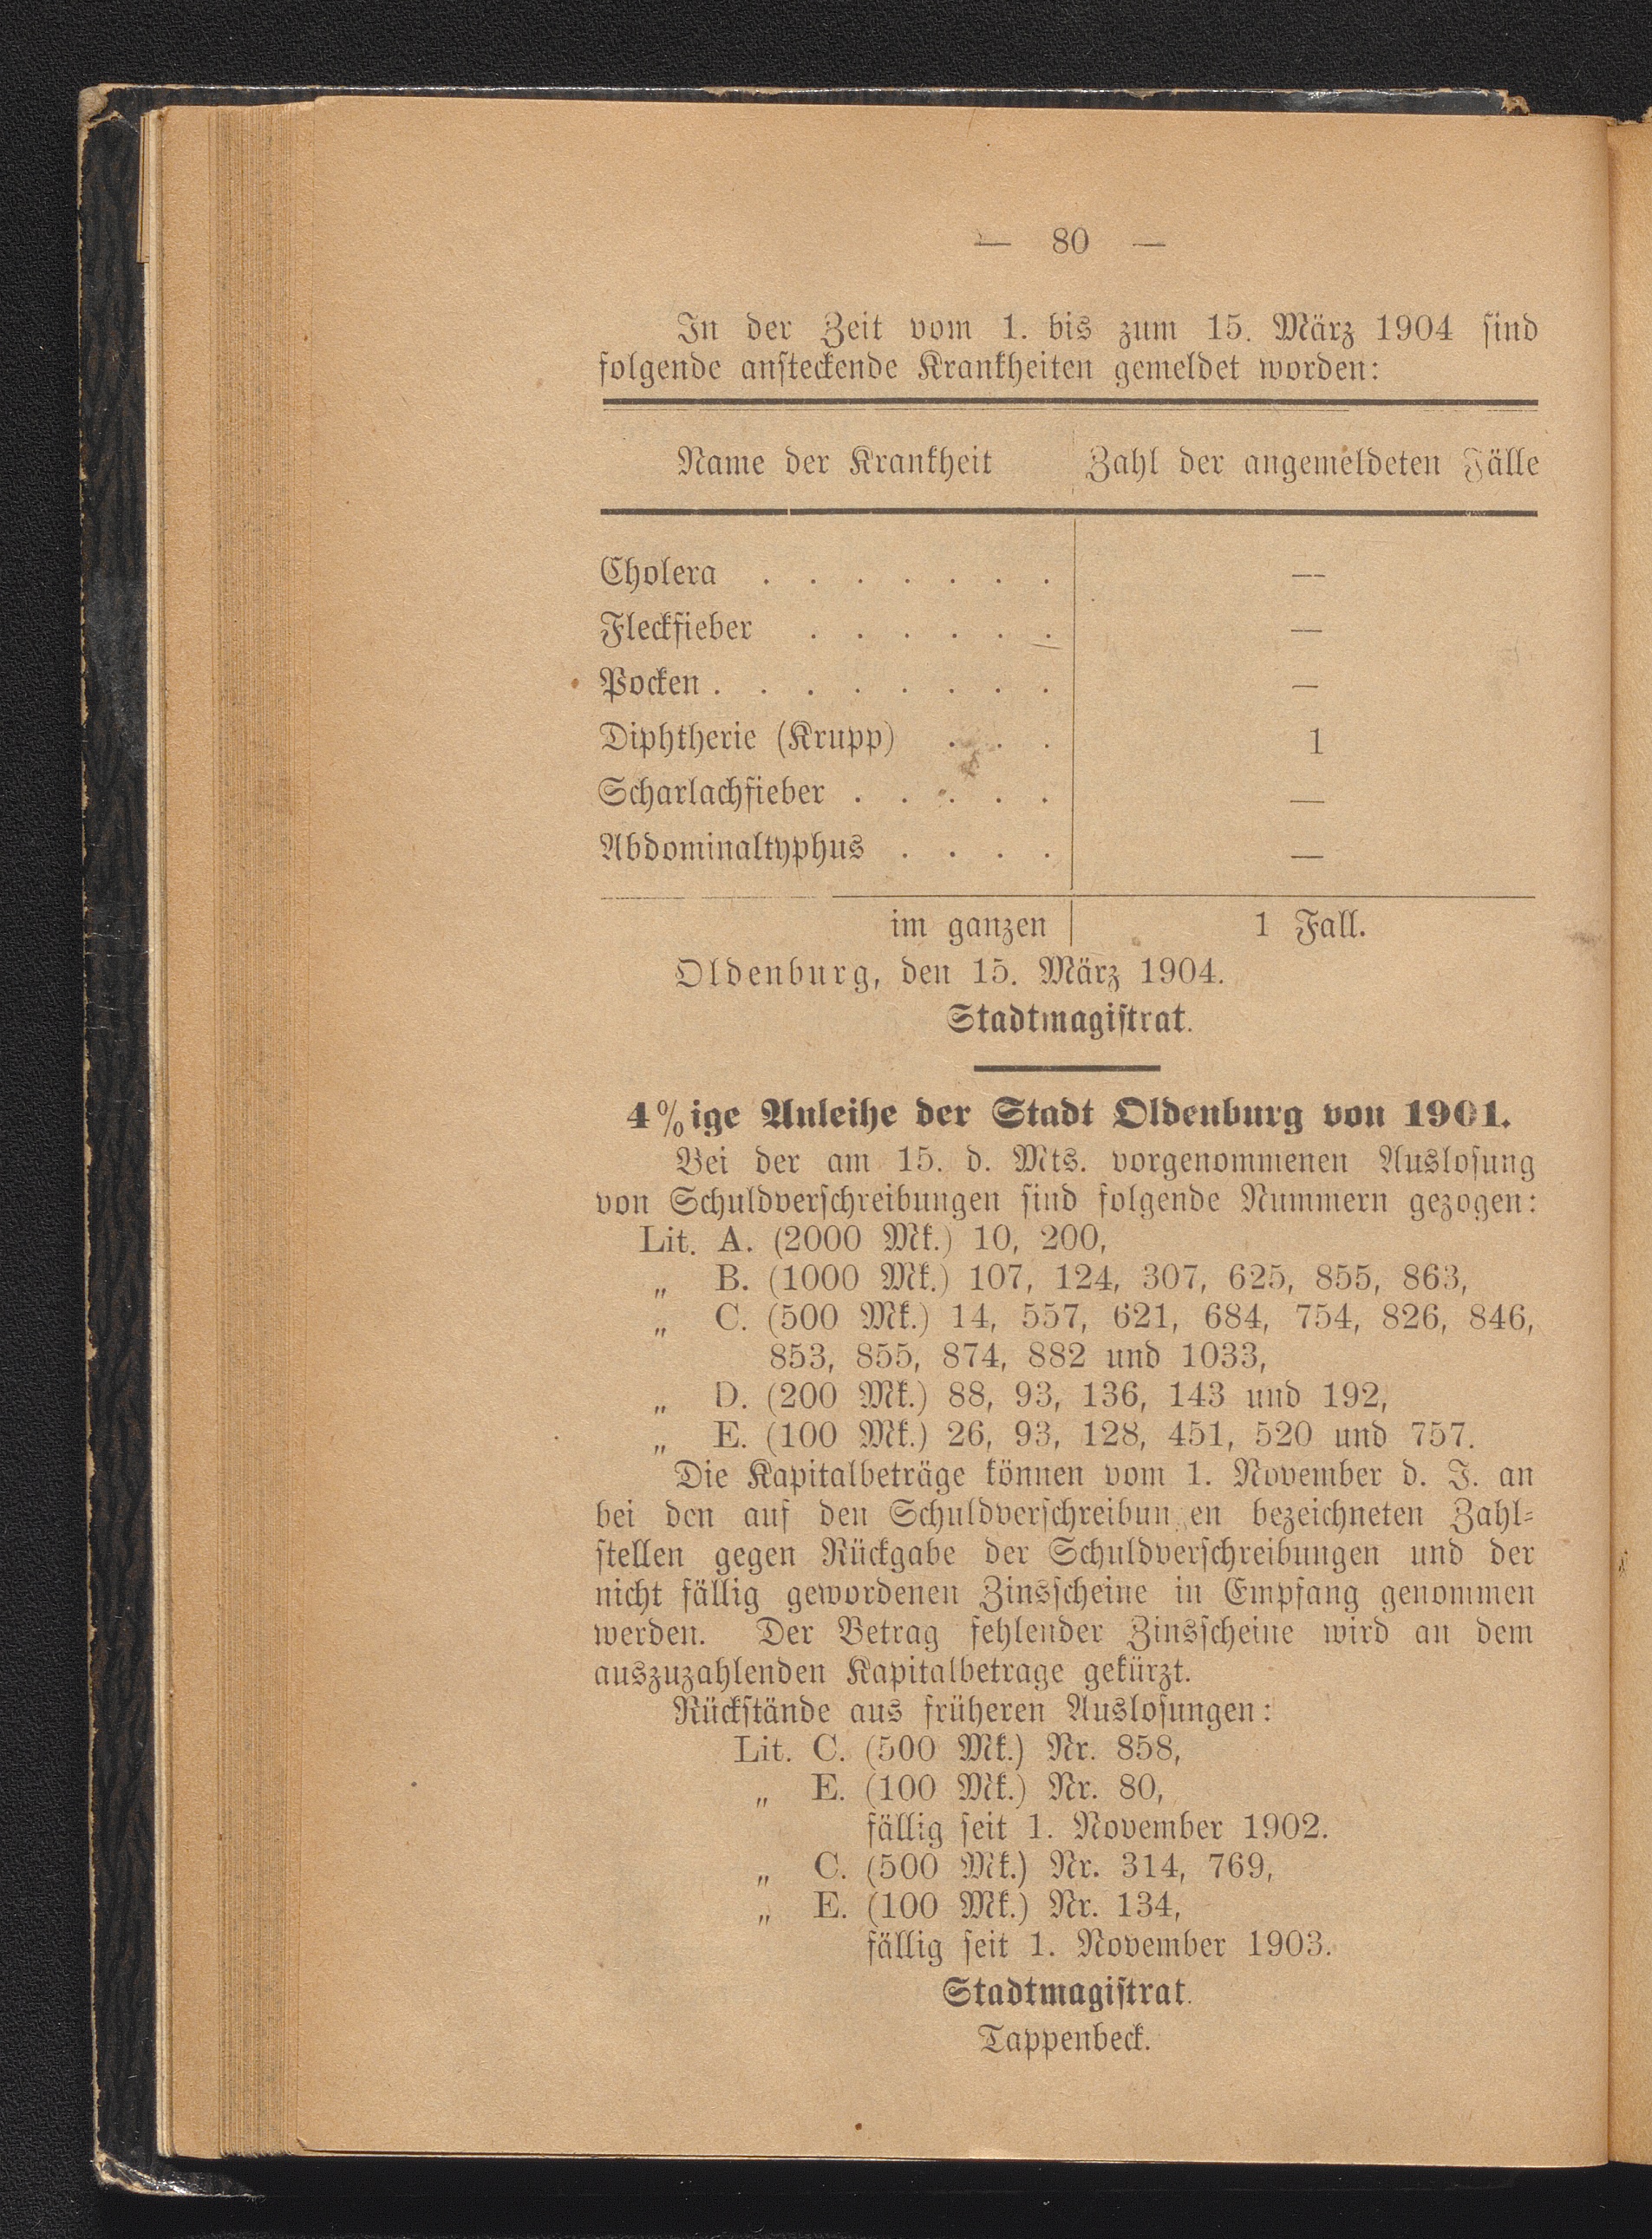 — 80 —
In der Zeit vom 1. bis zum 15. März 1904 sind
folgende ansteckende Krankheiten gemeldet worden:
Name der Krankheit Zahl der angemeldeten Fälle
Cholera . . . . . . . —
Fleckfieber . . . . . . —
Pocken . . . . . . . . —
Diphtherie (Krupp) . . . 1
Scharlachfieber . . . . . —
Abdominaltyphus . . . . —
im ganzen 1 Fall.
Oldenburg, den 15. März 1904.
Stadtmagistrat.
4%ige Anleihe der Stadt Oldenburg von 1901.
Bei der am 15. d. Mts. vorgenommenen Auslosung
von Schuldverschreibungen sind folgende Nummern gezogen:
Lit. A. (2000 Mk.) 10, 200,
„ B. (1000 Mk.) 107, 124, 307, 625, 855, 863,
„ C. (500 Mk.) 14, 557, 621, 684, 754, 826, 846,
853, 855, 874, 882 und 1033,
„ D. (200 Mk.) 88, 93, 136, 143 und 192,
„ E. (100 Mk.) 26, 93, 128, 451, 520 und 757.
Die Kapitalbeträge können vom 1. November d. J. an
bei den auf den Schuldverschreibun en bezeichneten Zahl-
stellen gegen Rückgabe der Schuldverschreibungen und der
nicht fällig gewordenen Zinsscheine in Empfang genommen
werden. Der Betrag fehlender Zinsscheine wird an dem
auszuzahlenden Kapitalbetrage gekürzt.
Rückstände aus früheren Auslosungen:
Lit. C. (500 Mk.) Nr. 858,
„ E. (100 Mk.) Nr. 80,
fällig seit 1. November 1902.
„ C. (500 Mk.) Nr. 314, 769,
„ E. (100 Mk.) Nr. 134,
fällig seit 1. November 1903.
Stadtmagistrat.
Tappenbeck.